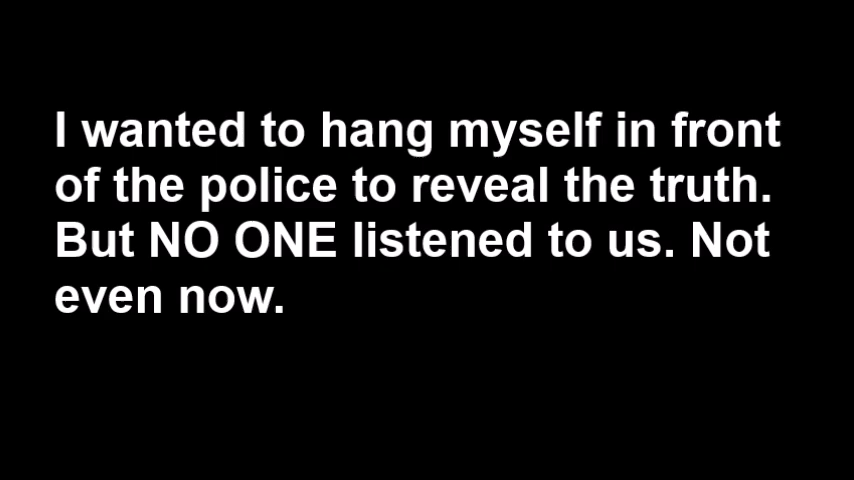 I wanted to hang myself in front
of the police to reveal the truth.
But NO ONE listened to us. Not
even now.